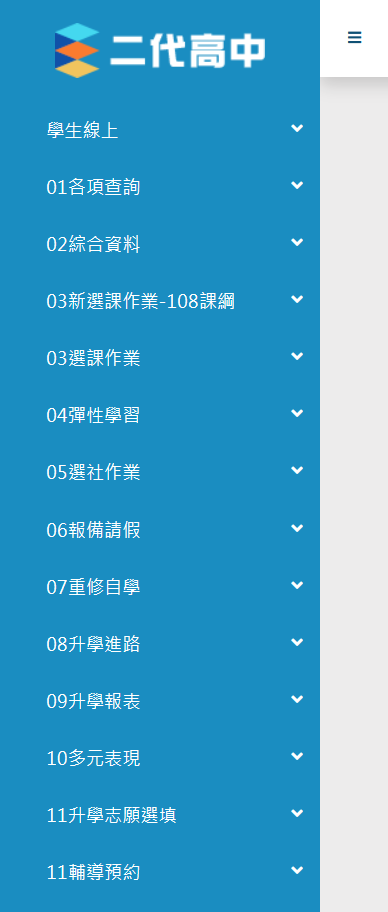 二代高中
學生線上
01各項查詢
02綜合資料
03新選課作業-108課綱
03選課作業
04彈性學習
05選社作業
06報備請假
07重修自學
08升學進路
09升學報表
10多元表現
11升學志願選填
11輔導預約